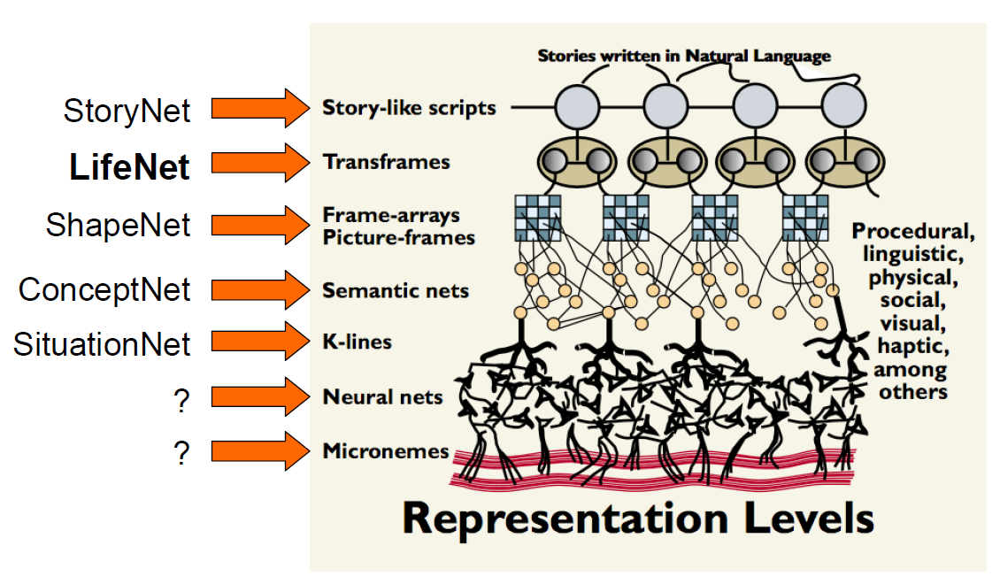 Stories written in Natural Language
StoryNet
Story-like scripts
LifeNet
Transframes
ShapeNet
Frame-arrays
Picture-frames
ConceptNet
Semantic nets
SituationNet
K-lines
?
Neural nets
?
Micronemes
Procedural,
linguistic,
physical,
social,
visual,
haptic,
among
others
Representation Levels